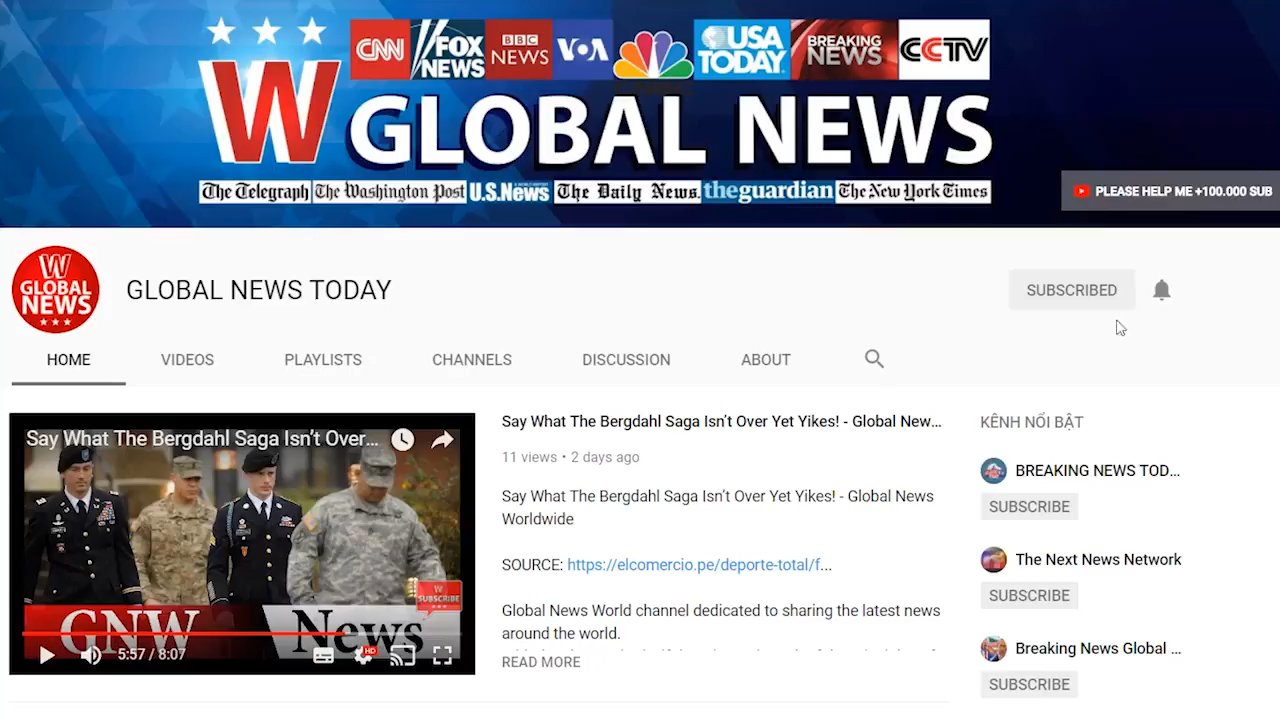 CNN
FOX NEWS
BBC NEWS
VOA
USA TODAY
BREAKING NEWS
CCTV
W GLOBAL NEWS
The Telegraph
The Washington Post
U.S.News
The Daily News.
theguardian
The New York Times
PLEASE HELP ME +100.000 SUB
W
GLOBAL
NEWS
GLOBAL NEWS TODAY
SUBSCRIBED
HOME
VIDEOS
PLAYLISTS
CHANNELS
DISCUSSION
ABOUT
Say What The Bergdahl Saga Isn’t Over...
GNW News
W
SUBSCRIBE
5:57 / 8:07
HD
Say What The Bergdahl Saga Isn’t Over Yet Yikes! - Global New...
11 views • 2 days ago
Say What The Bergdahl Saga Isn’t Over Yet Yikes! - Global News
Worldwide
SOURCE: https://elcomercio.pe/deporte-total/f...
Global News World channel dedicated to sharing the latest news
around the world.
READ MORE
KÊNH NỔI BẬT
BREAKING NEWS TOD...
SUBSCRIBE
The Next News Network
SUBSCRIBE
Breaking News Global ...
SUBSCRIBE